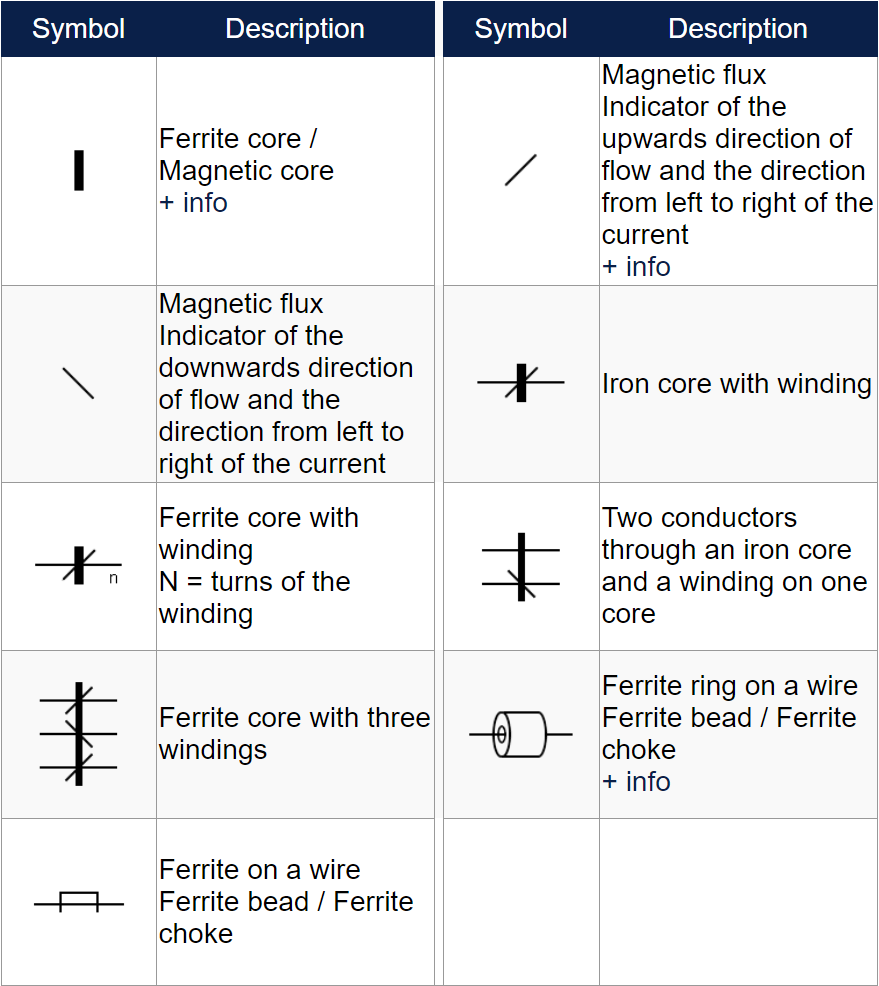 Symbol Description Symbol Description
Ferrite core /
Magnetic core
+ info
Magnetic flux
Indicator of the
upwards direction of
flow and the direction
from left to right of the
current
+ info
Magnetic flux
Indicator of the
downwards direction
of flow and the
direction from left to
right of the current
Iron core with winding
n
Ferrite core with
winding
N = turns of the
winding
Two conductors
through an iron core
and a winding on one
core
Ferrite core with three
windings
Ferrite ring on a wire
Ferrite bead / Ferrite
choke
+ info
Ferrite on a wire
Ferrite bead / Ferrite
choke